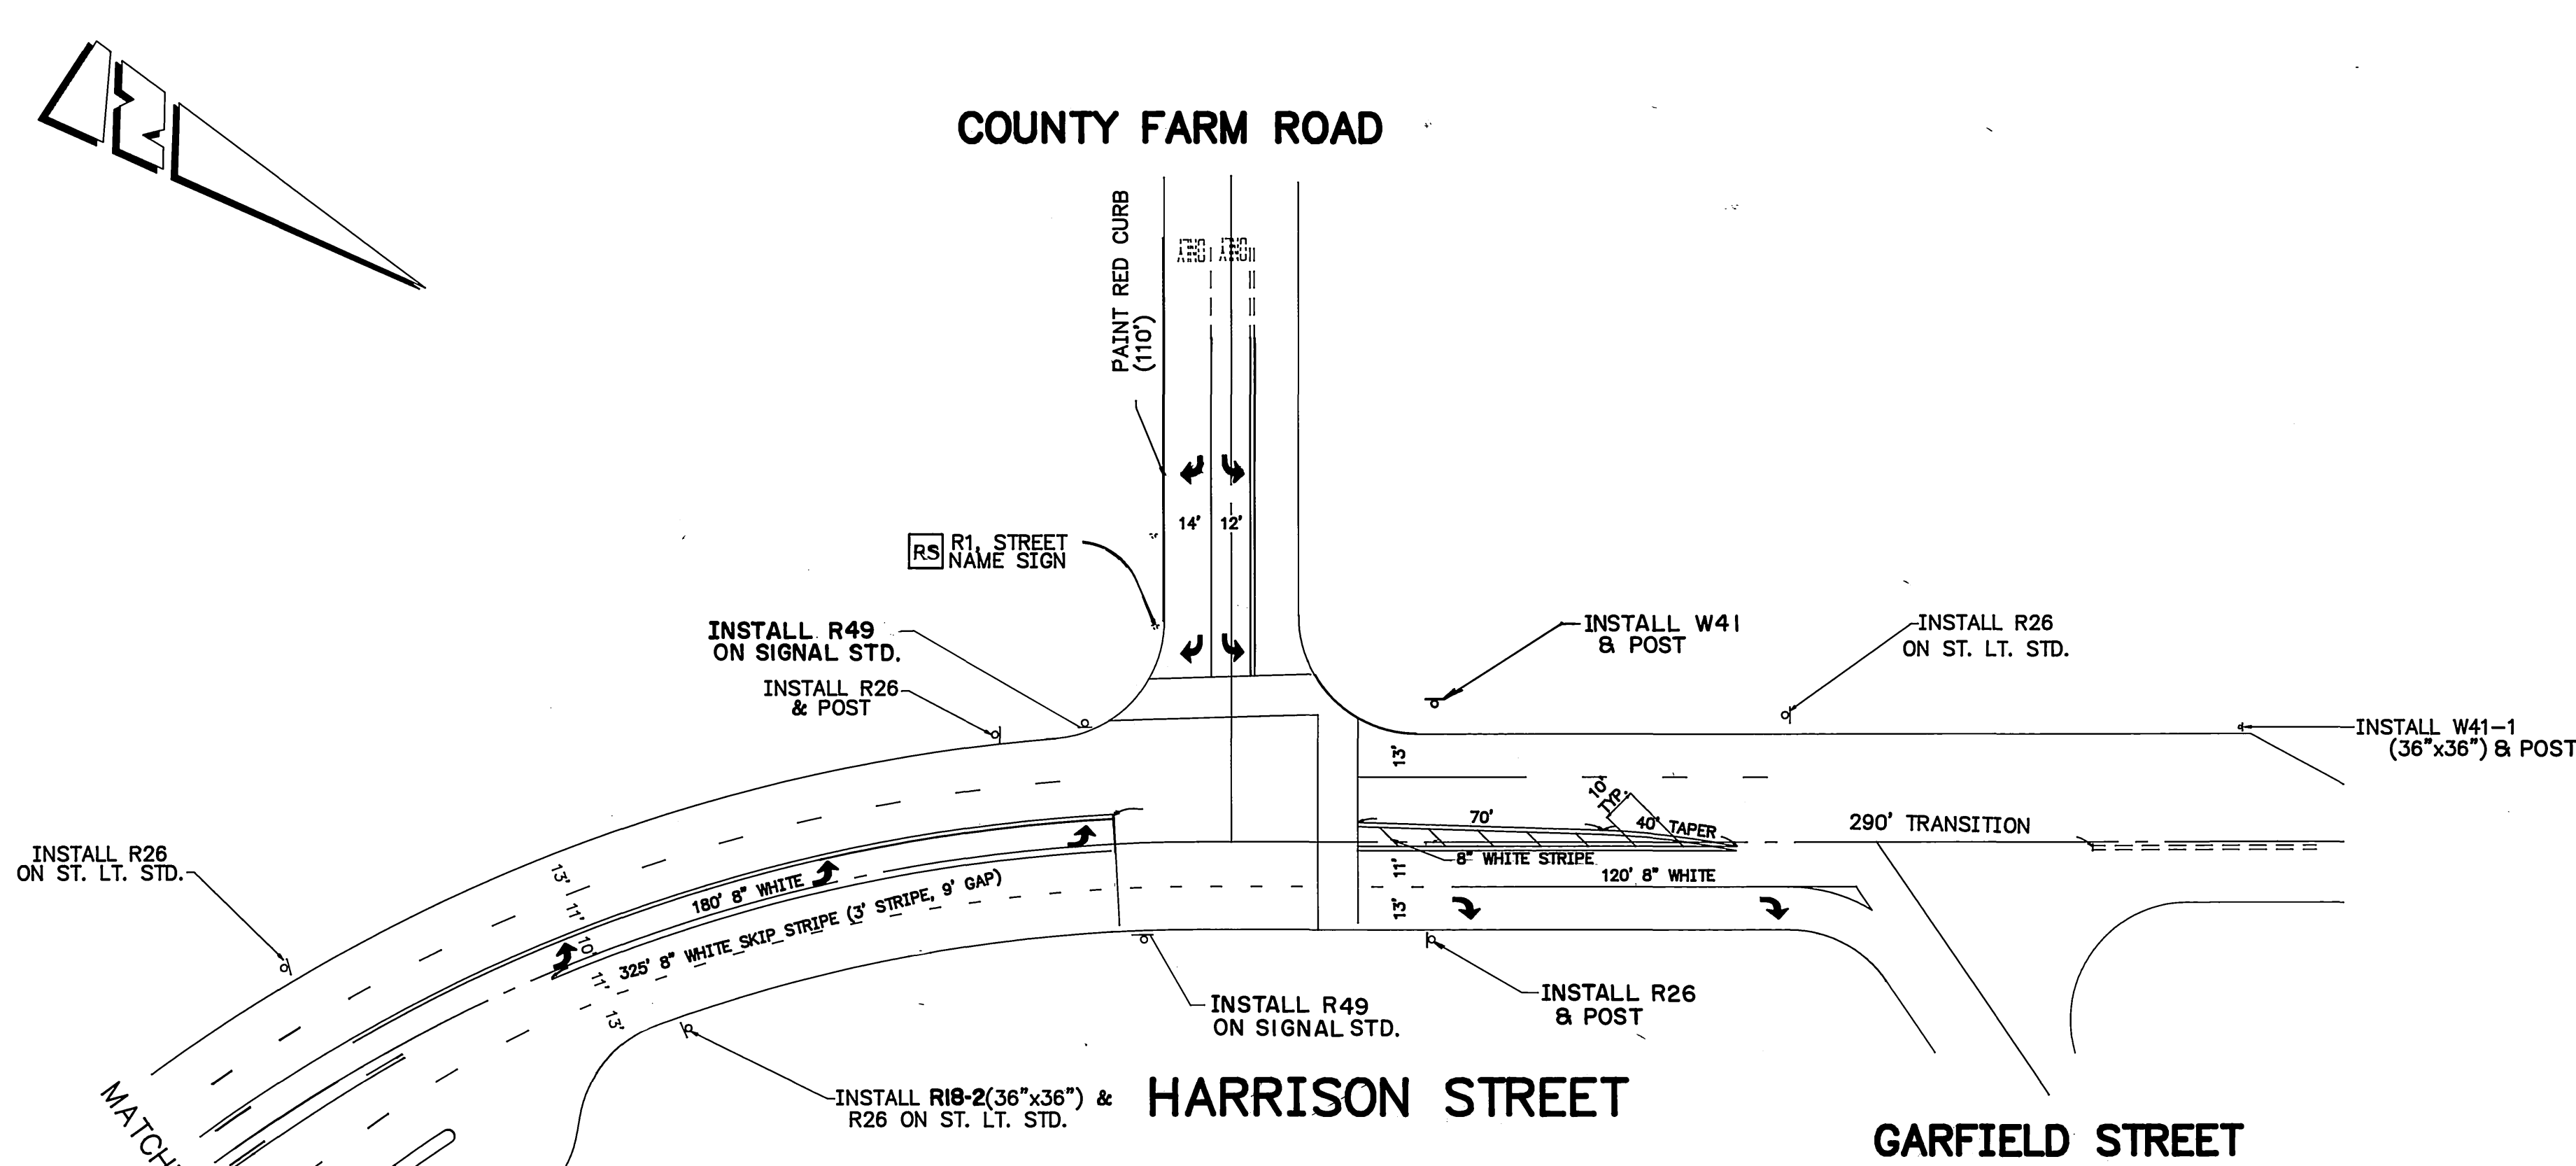 COUNTY FARM ROAD
PAINT RED CURB
(110')
ONLY ONLY
14' 12'
RS R1, STREET
NAME SIGN
INSTALL R49
ON SIGNAL STD.
INSTALL R26
& POST
INSTALL W41
& POST
INSTALL R26
ON ST. LT. STD.
INSTALL W41-1
(36"x36") & POST
INSTALL R26
ON ST. LT. STD.
13'
11'
10'
11'
13'
180' 8" WHITE
325' 8" WHITE SKIP STRIPE (3' STRIPE, 9' GAP)
13'
11'
13'
70'
10'
TYP.
40' TAPER
8" WHITE STRIPE
120' 8" WHITE
290' TRANSITION
INSTALL R49
ON SIGNAL STD.
INSTALL R26
& POST
INSTALL R18-2(36"x36") &
R26 ON ST. LT. STD.
HARRISON STREET
GARFIELD STREET